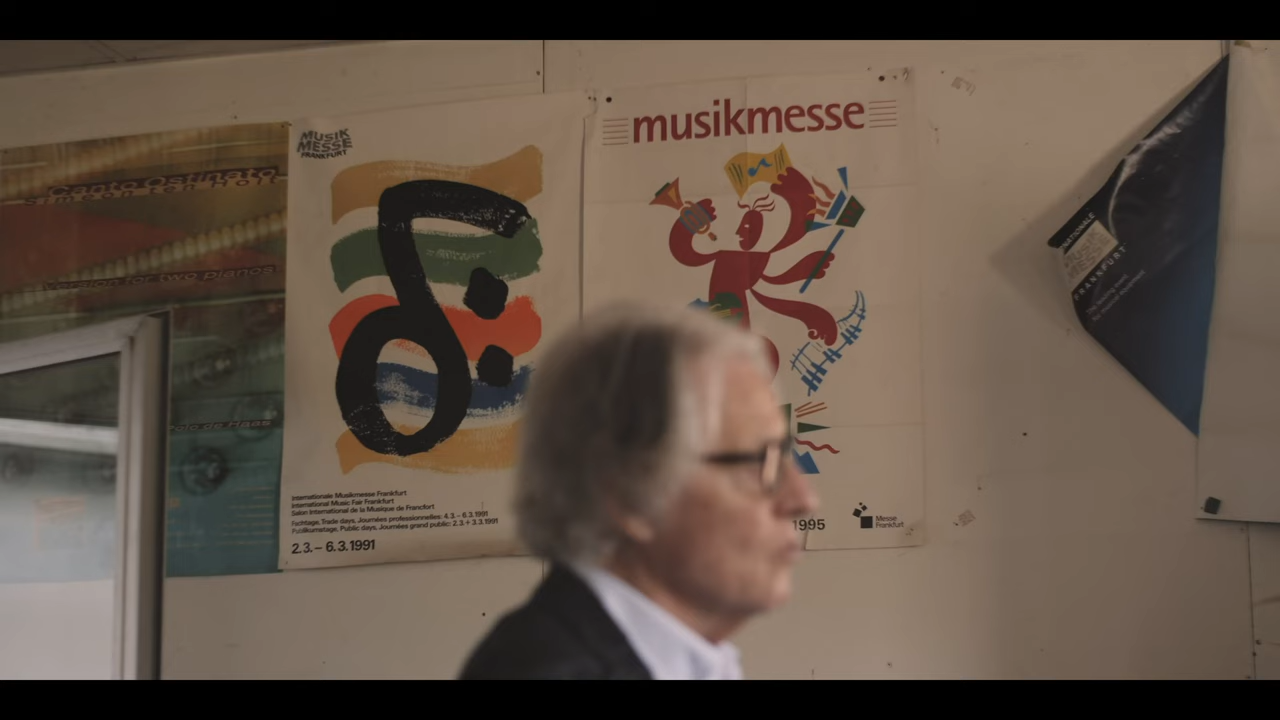 Canto Ostinato
Simeon ten Holt
Version for two pianos
Polo de Haas
MUSIK
MESSE
FRANKFURT
Internationale Musikmesse Frankfurt
International Music Fair Frankfurt
Salon International de la Musique de Francfort
Fachtage, Trade days, Journées professionnelles: 4.3. – 6.3.1991
Publikumstage, Public days, Journées grand public: 2.3. + 3.3.1991
2.3. – 6.3.1991
musikmesse
1995
Messe
Frankfurt
FRANKFURT